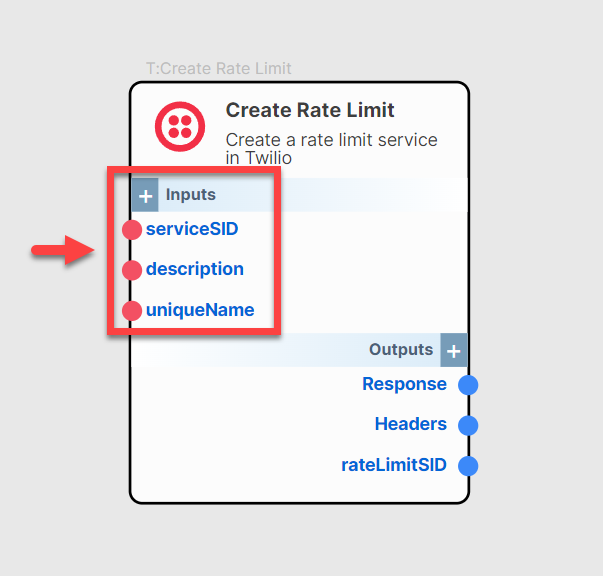 T:Create Rate Limit
Create Rate Limit
Create a rate limit service
in Twilio
+ Inputs
serviceSID
description
uniqueName
Outputs +
Response
Headers
rateLimitSID